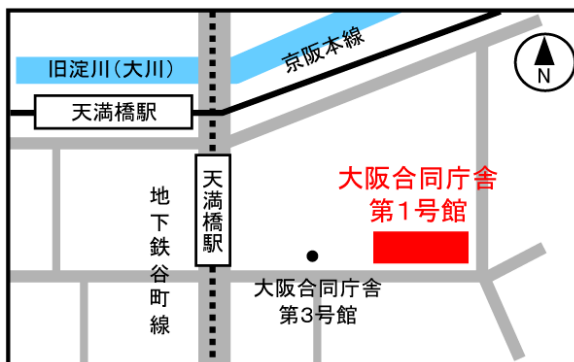 旧淀川(大川)
京阪本線
N
天満橋駅
天満橋駅
地下鉄谷町線
大阪合同庁舎
第1号館
大阪合同庁舎
第3号館